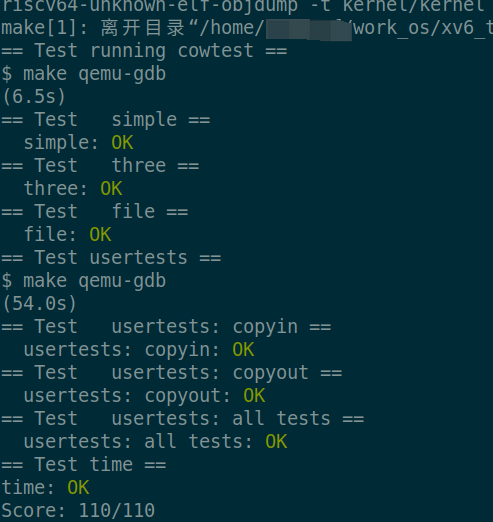 riscv64-unknown-elf-objdump -t kernel/kernel
make[1]: 离开目录“/home/ /work_os/xv6_t
== Test running cowtest ==
$ make qemu-gdb
(6.5s)
== Test   simple ==
  simple: OK
== Test   three ==
  three: OK
== Test   file ==
  file: OK
== Test usertests ==
$ make qemu-gdb
(54.0s)
== Test   usertests: copyin ==
  usertests: copyin: OK
== Test   usertests: copyout ==
  usertests: copyout: OK
== Test   usertests: all tests ==
  usertests: all tests: OK
== Test time ==
time: OK
Score: 110/110